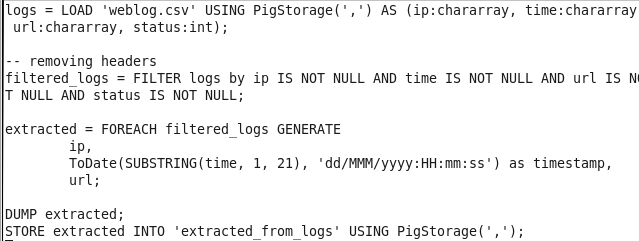 logs = LOAD 'weblog.csv' USING PigStorage(',') AS (ip:chararray, time:chararray
 url:chararray, status:int);
-- removing headers
filtered_logs = FILTER logs by ip IS NOT NULL AND time IS NOT NULL AND url IS NO
T NULL AND status IS NOT NULL;
extracted = FOREACH filtered_logs GENERATE
        ip,
        ToDate(SUBSTRING(time, 1, 21), 'dd/MMM/yyyy:HH:mm:ss') as timestamp,
        url;
DUMP extracted;
STORE extracted INTO 'extracted_from_logs' USING PigStorage(',');